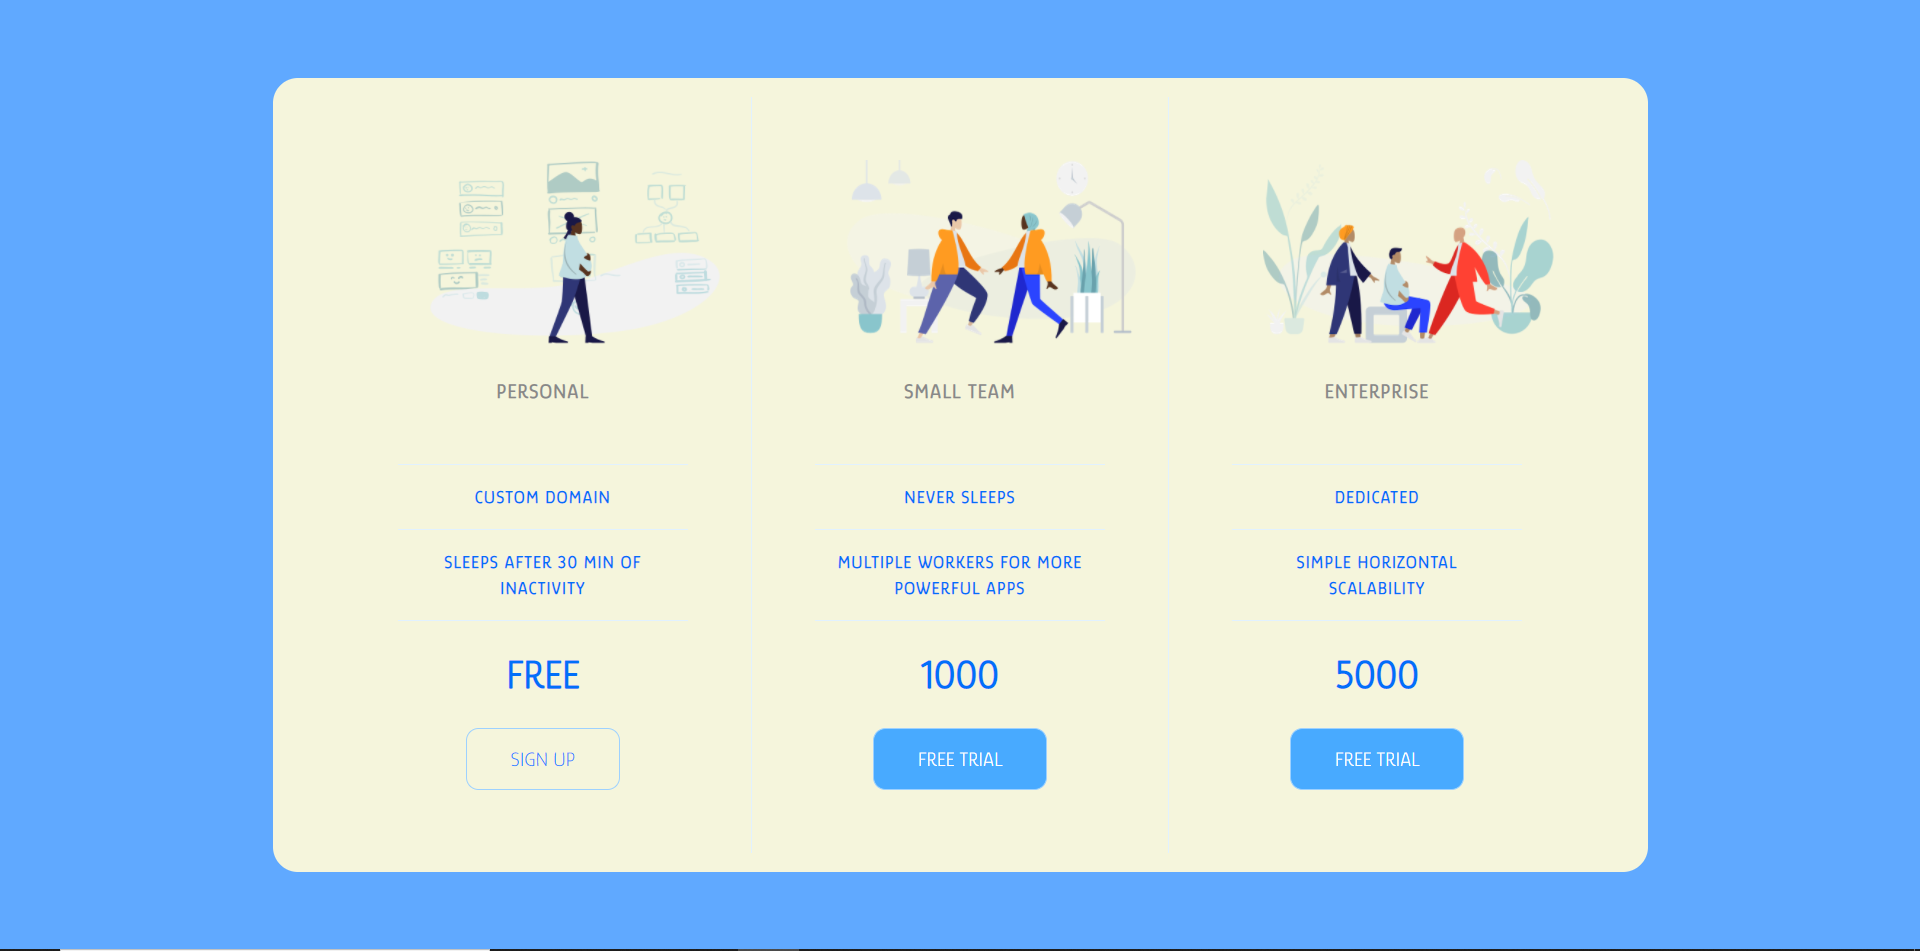 PERSONAL
CUSTOM DOMAIN
SLEEPS AFTER 30 MIN OF
INACTIVITY
FREE
SIGN UP
SMALL TEAM
NEVER SLEEPS
MULTIPLE WORKERS FOR MORE
POWERFUL APPS
1000
FREE TRIAL
ENTERPRISE
DEDICATED
SIMPLE HORIZONTAL
SCALABILITY
5000
FREE TRIAL